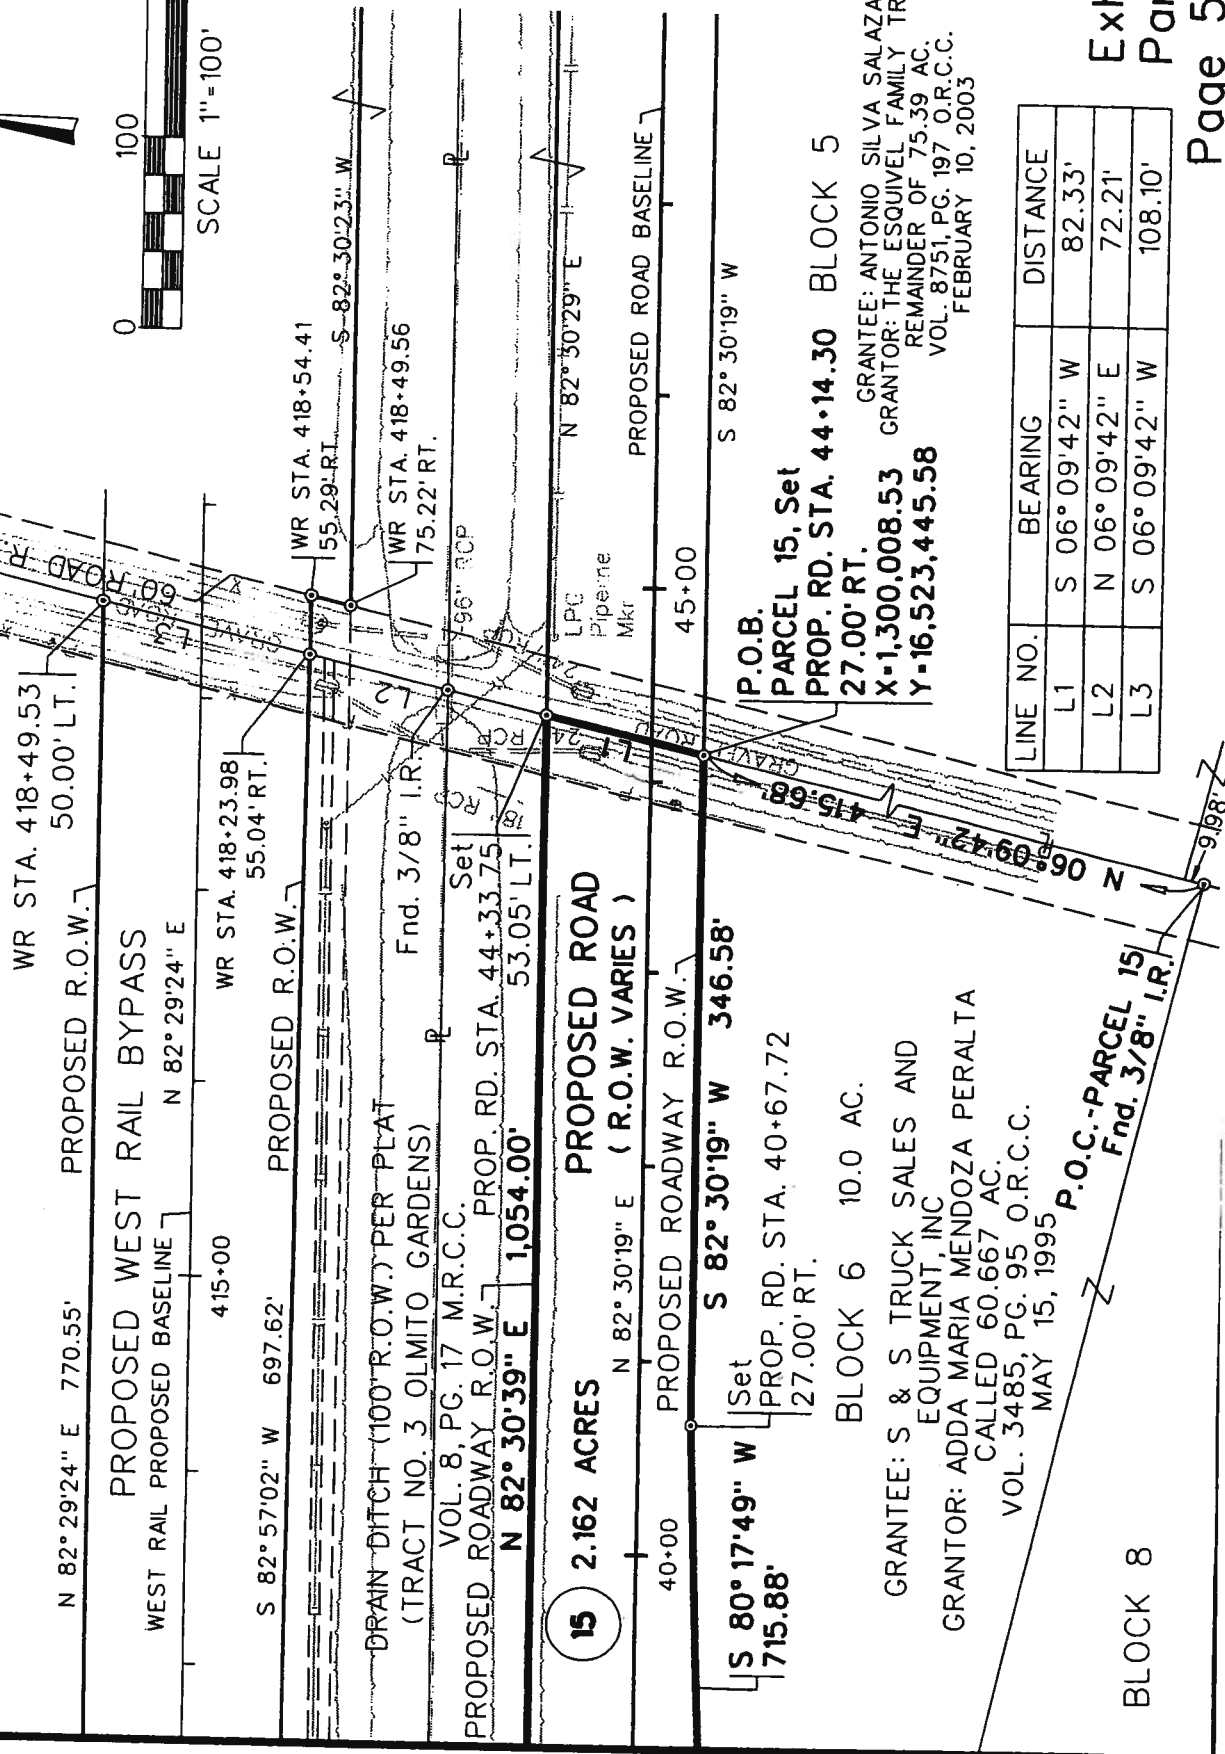 0 100
SCALE 1"=100'
WR STA. 418+49.53
50.00' LT.
N 82° 29'24" E 770.55'
PROPOSED R.O.W.
60' ROAD R.
L3
PROPOSED WEST RAIL BYPASS
WEST RAIL PROPOSED BASELINE
N 82° 29'24" E
415+00
WR STA. 418+23.98
55.04' RT.
WR STA. 418+54.41
55.29' RT.
S 82° 30'23" W
WR STA. 418+49.56
75.22' RT.
S 82° 57'02" W 697.62'
PROPOSED R.O.W.
L2
DRAIN DITCH (100' R.O.W.) PER PLAT
(TRACT NO. 3 OLMITO GARDENS)
VOL. 8, PG. 17 M.R.C.C.
Fnd. 3/8" I.R.
96" RCP
Set
PROP. RD. STA. 44+33.75
53.05' LT.
18" RCP
24" RCP
PROPOSED ROADWAY R.O.W.
N 82° 30'39" E 1,054.00'
N 82° 30'29" E
LPG
Pipeline
Mkr
15 2.162 ACRES
PROPOSED ROAD
( R.O.W. VARIES )
L1
GRAVEL ROAD
PROPOSED ROAD BASELINE
N 82° 30'19" E
40+00
45+00
PROPOSED ROADWAY R.O.W.
S 82° 30'19" W
S 82° 30'19" W 346.58'
S 80° 17'49" W
715.88'
Set
PROP. RD. STA. 40+67.72
27.00' RT.
P.O.B.
PARCEL 15, Set
PROP. RD. STA. 44+14.30
27.00' RT.
X=1,300,008.53
Y=16,523,445.58
BLOCK 5
GRANTEE: ANTONIO SILVA SALAZA
GRANTOR: THE ESQUIVEL FAMILY TR
REMAINDER OF 75.39 AC.
VOL. 8751, PG. 197 O.R.C.C.
FEBRUARY 10, 2003
BLOCK 6 10.0 AC.
GRANTEE: S & S TRUCK SALES AND
EQUIPMENT, INC
GRANTOR: ADDA MARIA MENDOZA PERALTA
CALLED 60.667 AC.
VOL. 3485, PG. 95 O.R.C.C.
MAY 15, 1995
N 06° 09'42" E 415.68'
P.O.C.-PARCEL 15
Fnd. 3/8" I.R.
9.98'
BLOCK 8
LINE NO. BEARING DISTANCE
L1 S 06° 09'42" W 82.33'
L2 N 06° 09'42" E 72.21'
L3 S 06° 09'42" W 108.10'
Exh
Par
Page 5